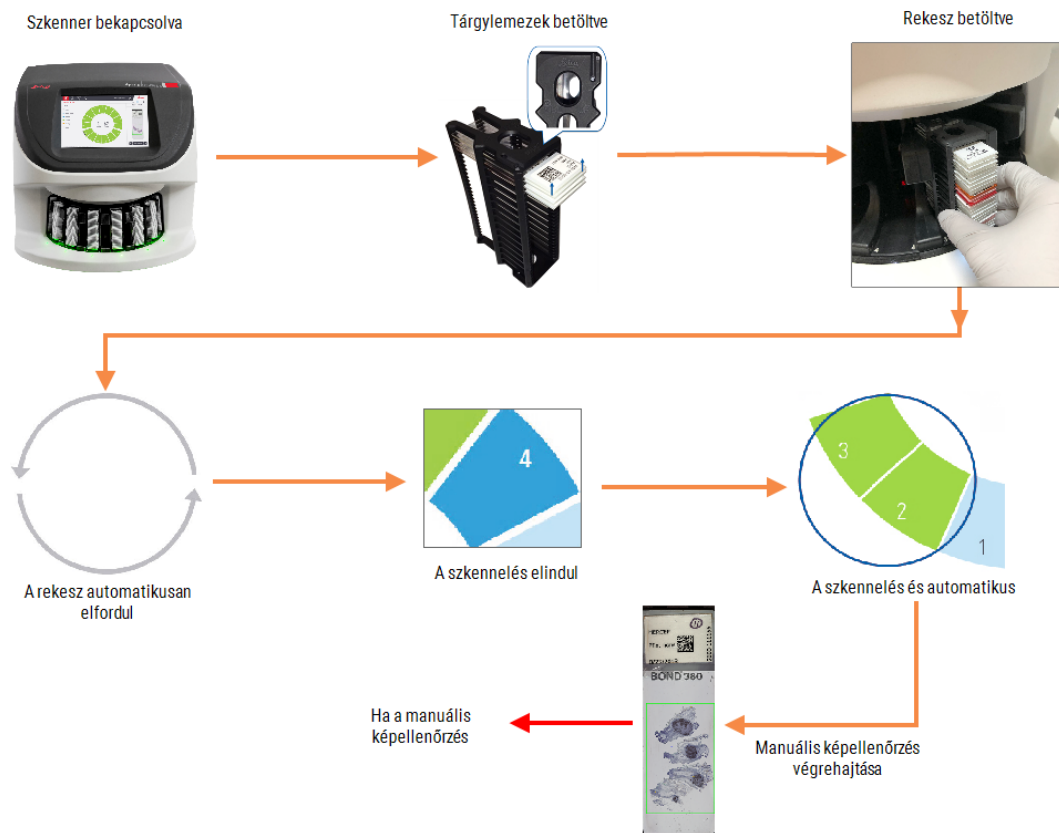 Szkenner bekapcsolva
Tárgylemezek betöltve
Rekesz betöltve
4
3
2
1
A rekesz automatikusan
elfordul
A szkennelés elindul
A szkennelés és automatikus
BOND 380
Ha a manuális
képellenőrzés
Manuális képellenőrzés
végrehajtása